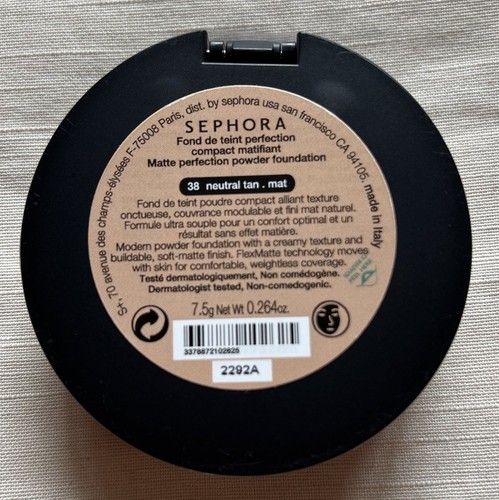 St, 70 avenue des champs-élysées F-75008 Paris, dist. by sephora usa san francisco CA 94105. made in Italy
SEPHORA
Fond de teint perfection
compact matifiant
Matte perfection powder foundation
38 neutral tan . mat
Fond de teint poudre compact alliant texture
onctueuse, couvrance modulable et fini mat naturel.
Formule ultra souple pour un confort optimal et un
résultat sans effet matière.
Modern powder foundation with a creamy texture and
buildable, soft-matte finish. FlexMatte technology moves
with skin for comfortable, weightless coverage.
Testé dermatologiquement, Non comédogène.
Dermatologist tested, Non-comedogenic.
7.5g Net Wt 0.264oz.
3378872102625
2292A